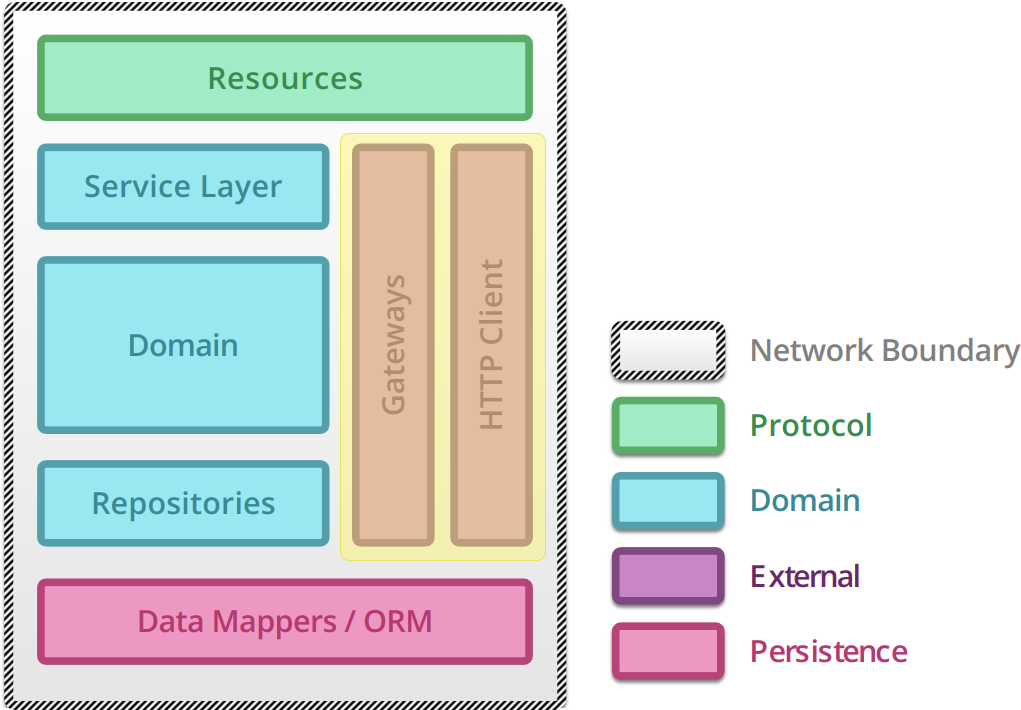 Resources
Service Layer
Domain
Repositories
Gateways
HTTP Client
Data Mappers / ORM
Network Boundary
Protocol
Domain
External
Persistence